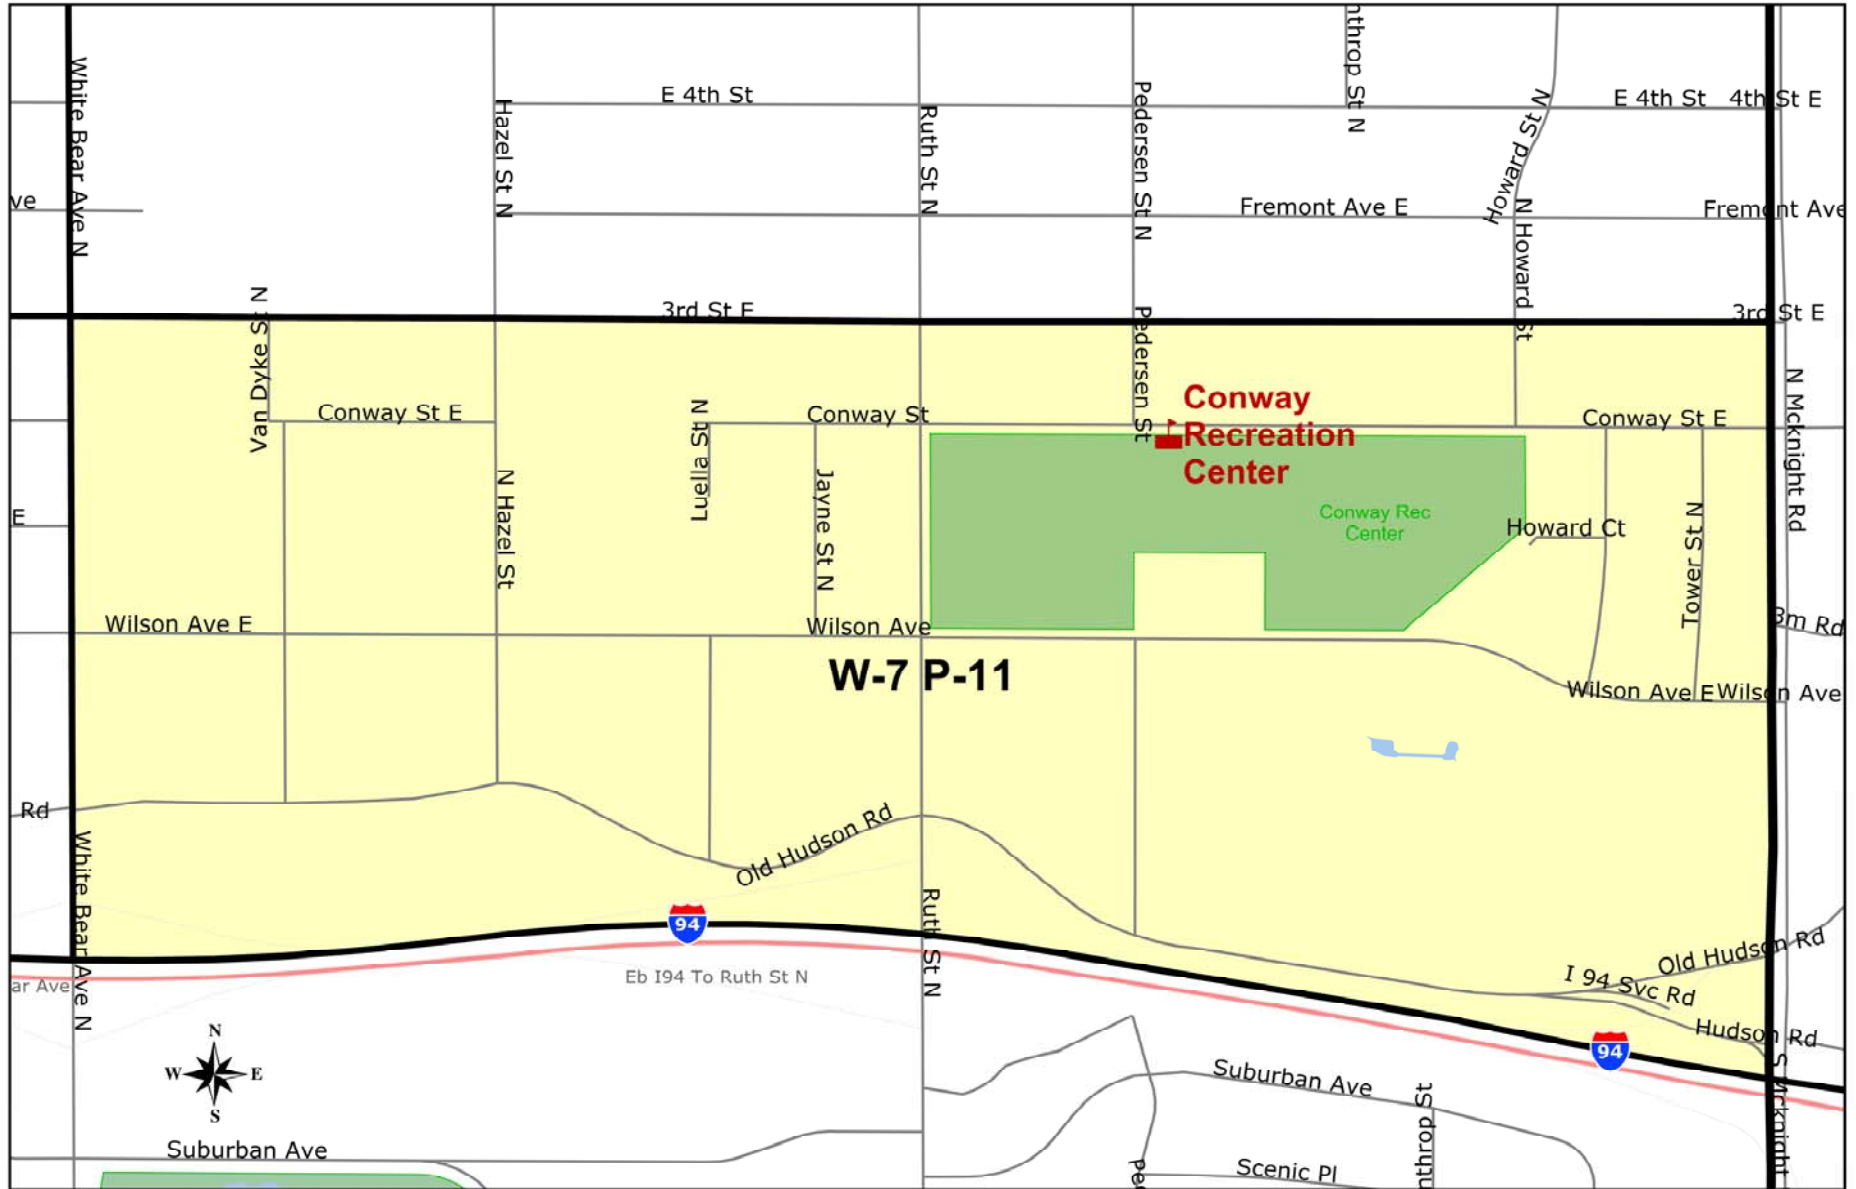 White Bear Ave N
Hazel St N
E 4th St
Ruth St N
Pedersen St N
nthrop St N
Howard St N
E 4th St
4th St E
ve
Fremont Ave E
N Howard St
Fremont Ave
Van Dyke St N
3rd St E
Pedersen St
3rd St E
Conway St E
N Hazel St
Luella St N
Conway St
Jayne St N
Conway
Recreation
Center
Conway Rec
Center
Conway St E
N Mcknight Rd
E
Howard Ct
Tower St N
Wilson Ave E
Wilson Ave
3m Rd
W-7 P-11
Wilson Ave E
Wilson Ave
Rd
White Bear Ave N
Old Hudson Rd
Ruth St N
94
Old Hudson Rd
I 94 Svc Rd
Hudson Rd
ar Ave
Eb I94 To Ruth St N
94
N
W
E
S
Suburban Ave
S Mcknight
nthrop St
Suburban Ave
Pe
Scenic Pl